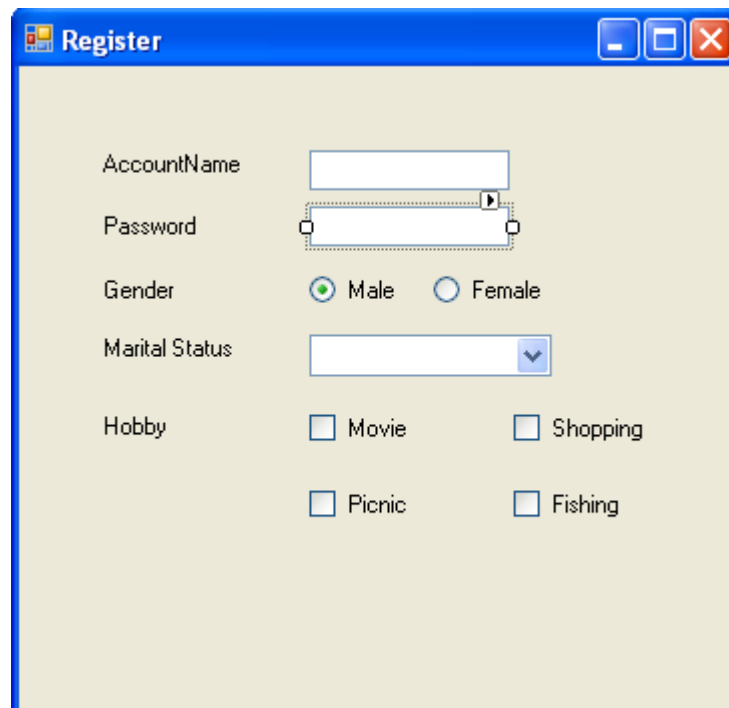 Register
AccountName
Password
Gender Male Female
Marital Status
Hobby Movie Shopping
Picnic Fishing